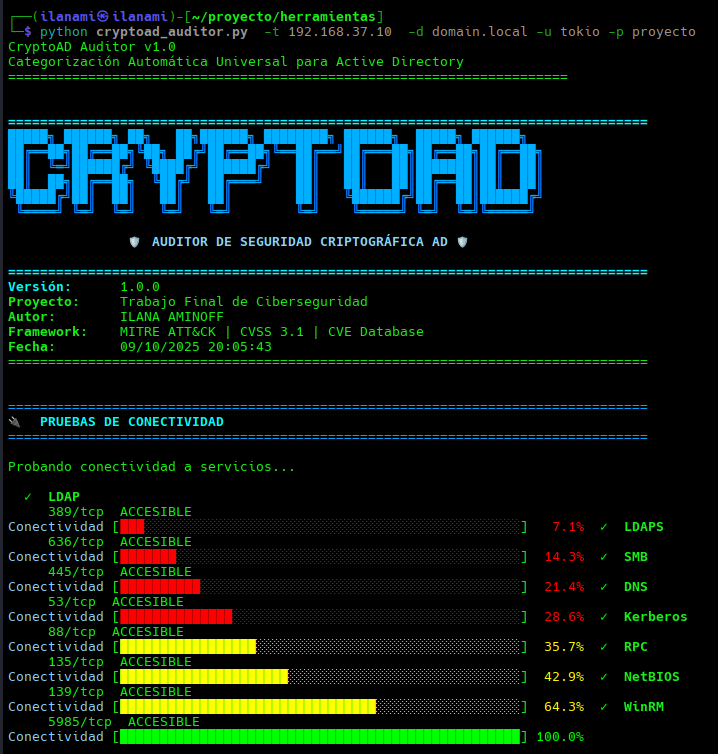 (ilanami㉿ilanami)-[~/proyecto/herramientas]
$ python cryptoad_auditor.py -t 192.168.37.10 -d domain.local -u tokio -p proyecto
CryptoAD Auditor v1.0
Categorización Automática Universal para Active Directory
======================================================================
================================================================================
CRYPTOAD
🛡️ AUDITOR DE SEGURIDAD CRIPTOGRÁFICA AD 🛡️
================================================================================
Versión: 1.0.0
Proyecto: Trabajo Final de Ciberseguridad
Autor: ILANA AMINOFF
Framework: MITRE ATT&CK | CVSS 3.1 | CVE Database
Fecha: 09/10/2025 20:05:43
================================================================================
================================================================================
🔌 PRUEBAS DE CONECTIVIDAD
================================================================================
Probando conectividad a servicios...
✓ LDAP
389/tcp ACCESIBLE
Conectividad [] 7.1% ✓ LDAPS
636/tcp ACCESIBLE
Conectividad [] 14.3% ✓ SMB
445/tcp ACCESIBLE
Conectividad [] 21.4% ✓ DNS
53/tcp ACCESIBLE
Conectividad [] 28.6% ✓ Kerberos
88/tcp ACCESIBLE
Conectividad [] 35.7% ✓ RPC
135/tcp ACCESIBLE
Conectividad [] 42.9% ✓ NetBIOS
139/tcp ACCESIBLE
Conectividad [] 64.3% ✓ WinRM
5985/tcp ACCESIBLE
Conectividad [] 100.0%